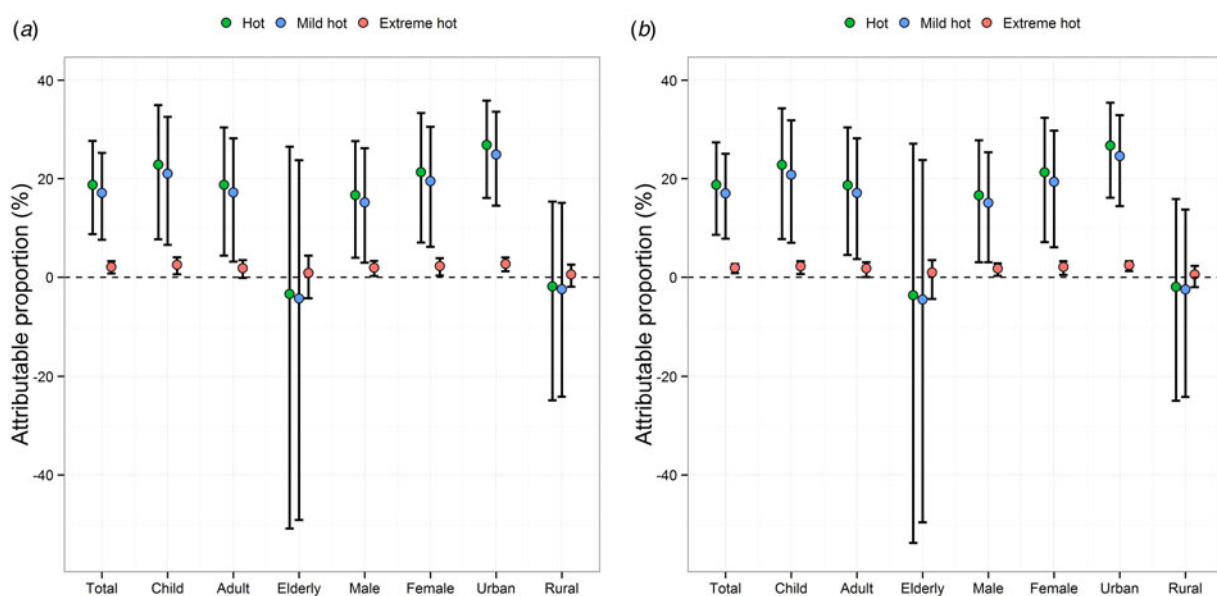 (a)
Hot Mild hot Extreme hot
Attributable proportion (%)
40
20
0
-20
-40
Total Child Adult Elderly Male Female Urban Rural
(b)
Hot Mild hot Extreme hot
Attributable proportion (%)
40
20
0
-20
-40
Total Child Adult Elderly Male Female Urban Rural